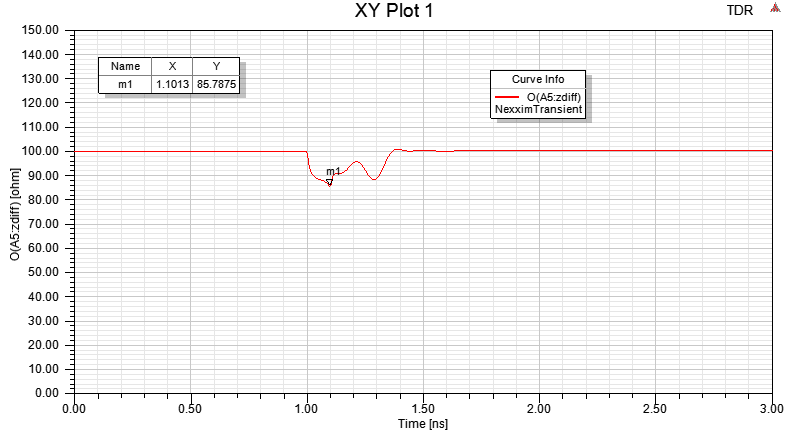 XY Plot 1
TDR
150.00
140.00
130.00
120.00
110.00
100.00
90.00
80.00
70.00
60.00
50.00
40.00
30.00
20.00
10.00
0.00
O(A5:zdiff) [ohm]
Name X Y
m1 1.1013 85.7875
Curve Info
O(A5:zdiff)
NexximTransient
m1
0.00 0.50 1.00 1.50 2.00 2.50 3.00
Time [ns]